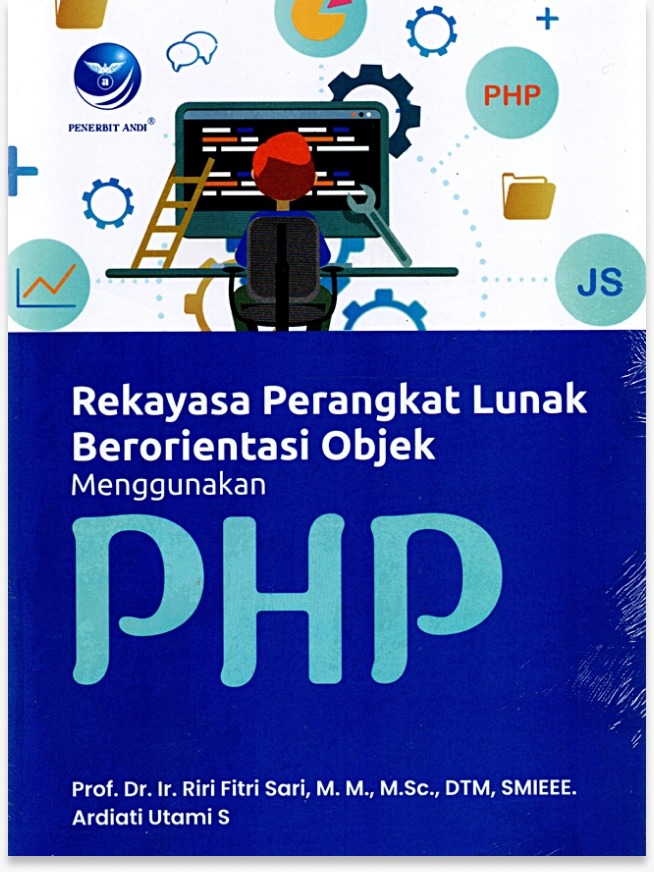 PENERBIT ANDI®
PHP
JS
Rekayasa Perangkat Lunak
Berorientasi Objek
Menggunakan
PHP
Prof. Dr. Ir. Riri Fitri Sari, M. M., M.Sc., DTM, SMIEEE.
Ardiati Utami S